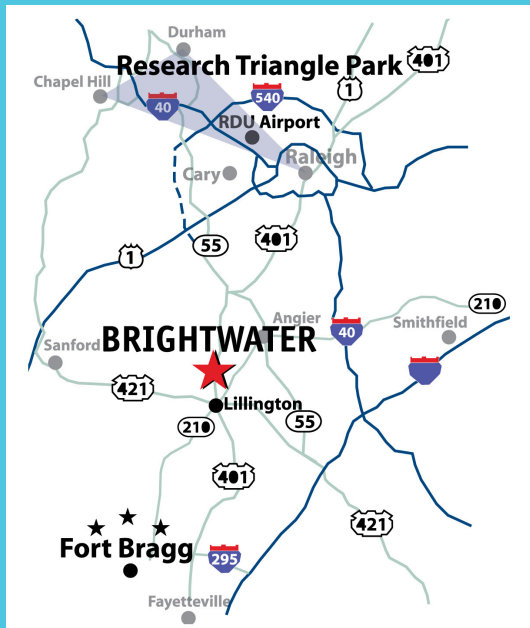 Durham
401
Research Triangle Park
Chapel Hill
1
40
540
RDU Airport
Raleigh
Cary
55
401
1
210
Angier
40
Smithfield
BRIGHTWATER
Sanford
421
Lillington
210
55
401
421
Fort Bragg
295
Fayetteville